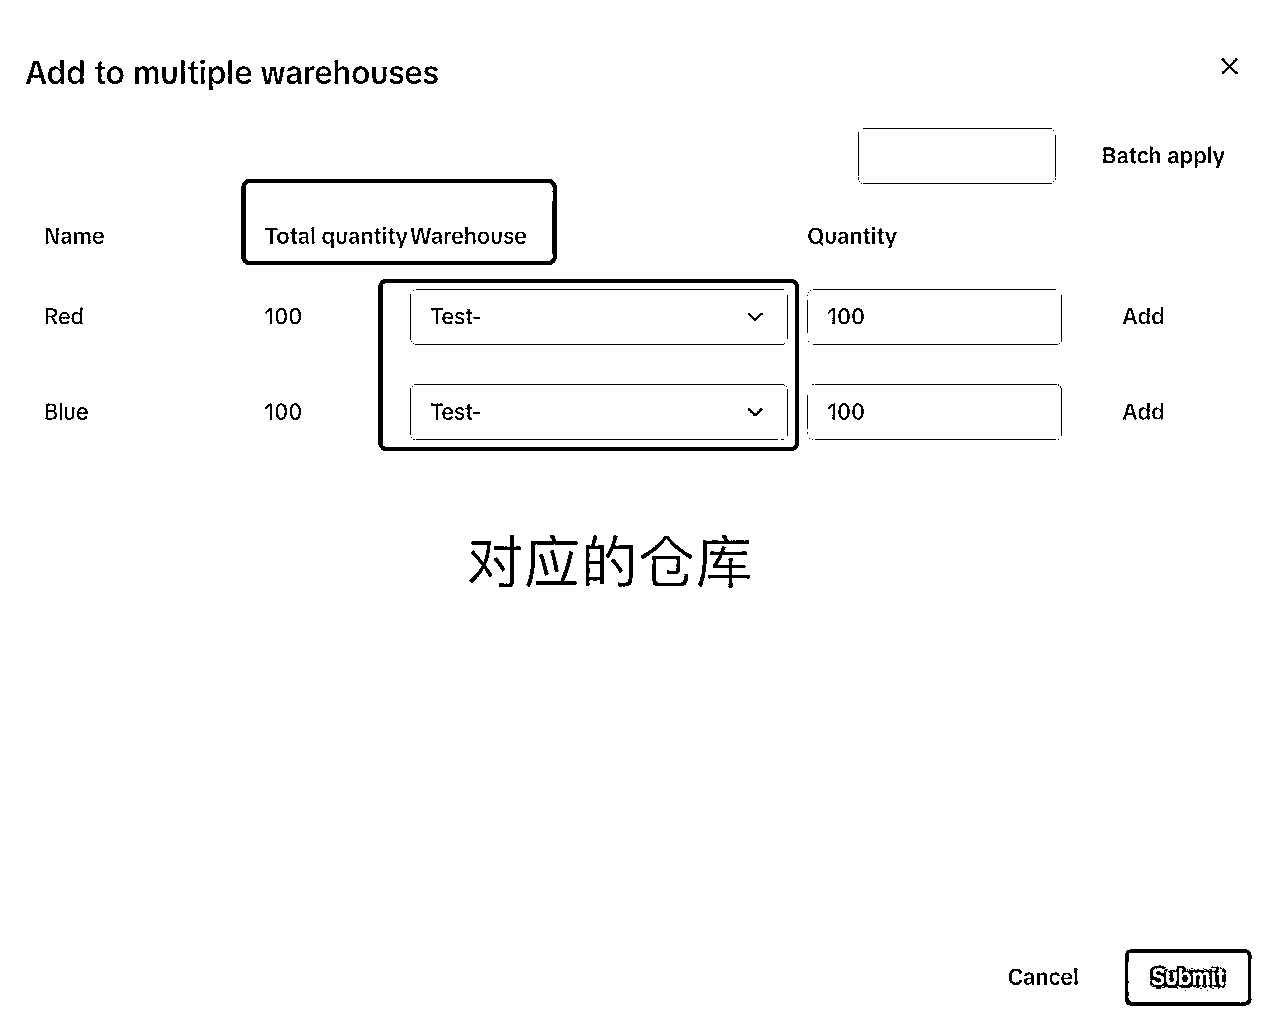 Add to multiple warehouses
Batch apply
Name Total quantity Warehouse Quantity
Red 100 Test- 100 Add
Blue 100 Test- 100 Add
对应的仓库
Cancel Submit